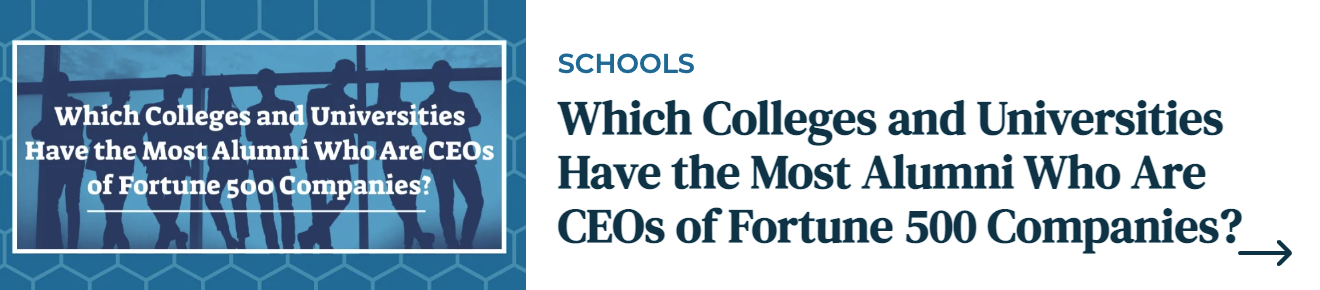 Which Colleges and Universities
Have the Most Alumni Who Are CEOs
of Fortune 500 Companies?
SCHOOLS
Which Colleges and Universities
Have the Most Alumni Who Are
CEOs of Fortune 500 Companies?